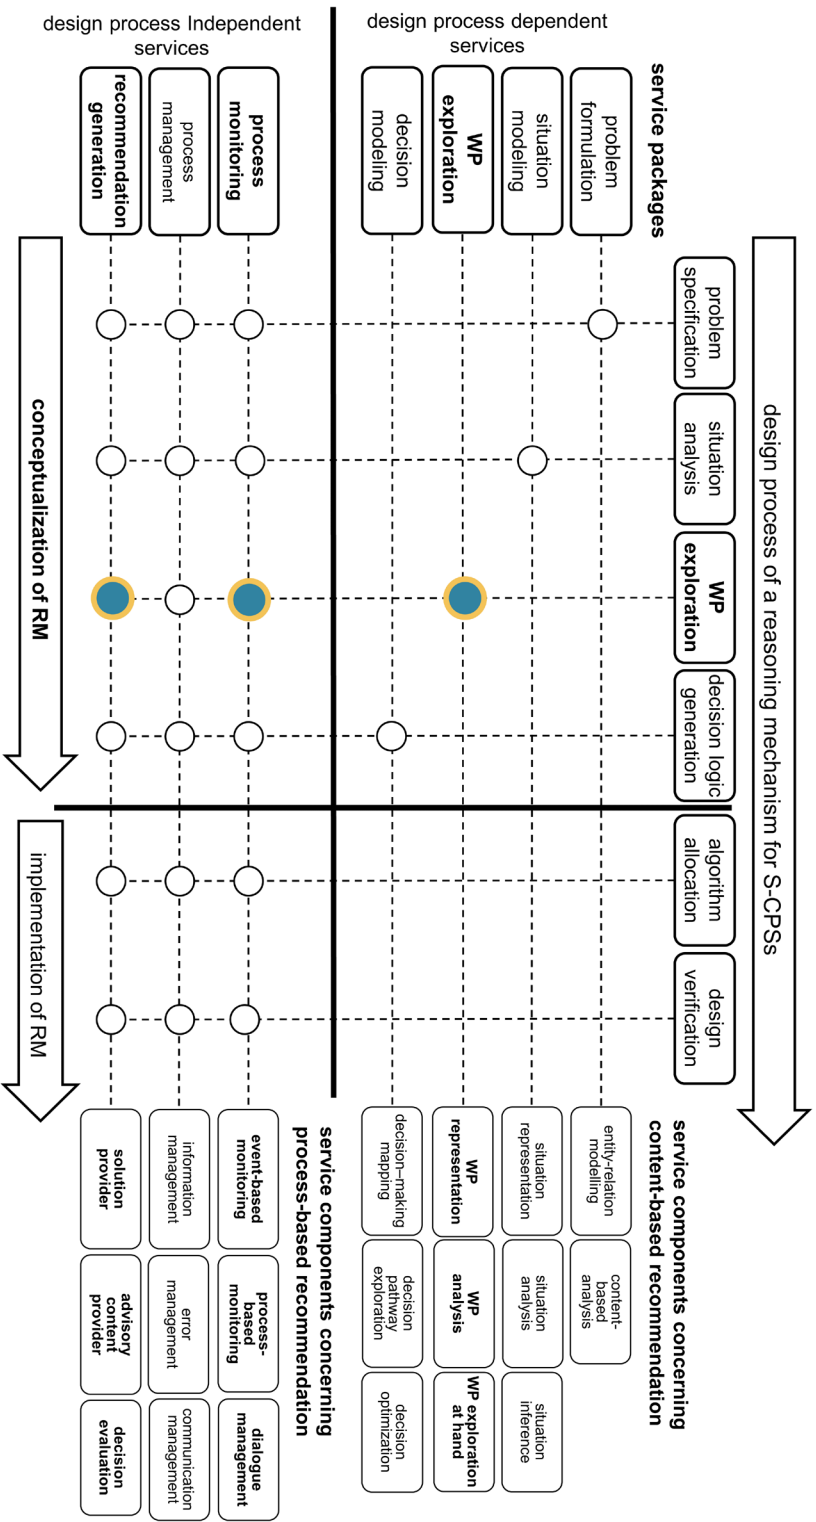 design process of a reasoning mechanism for S-CPSs
problem
specification
situation
analysis
WP
exploration
decision logic
generation
algorithm
allocation
design
verification
service packages
service components concerning
content-based recommendation
design process dependent
services
problem
formulation
entity-relation
modelling
content-
based
analysis
situation
modeling
situation
representation
situation
analysis
situation
inference
WP
exploration
WP
representation
WP
analysis
WP exploration
at hand
decision
modeling
decision–making
mapping
decision
pathway
exploration
decision
optimization
service components concerning
process-based recommendation
design process Independent
services
process
monitoring
event-based
monitoring
process-
based
monitoring
dialogue
management
process
management
information
management
error
management
communication
management
recommendation
generation
solution
provider
advisory
content
provider
decision
evaluation
conceptualization of RM
implementation of RM